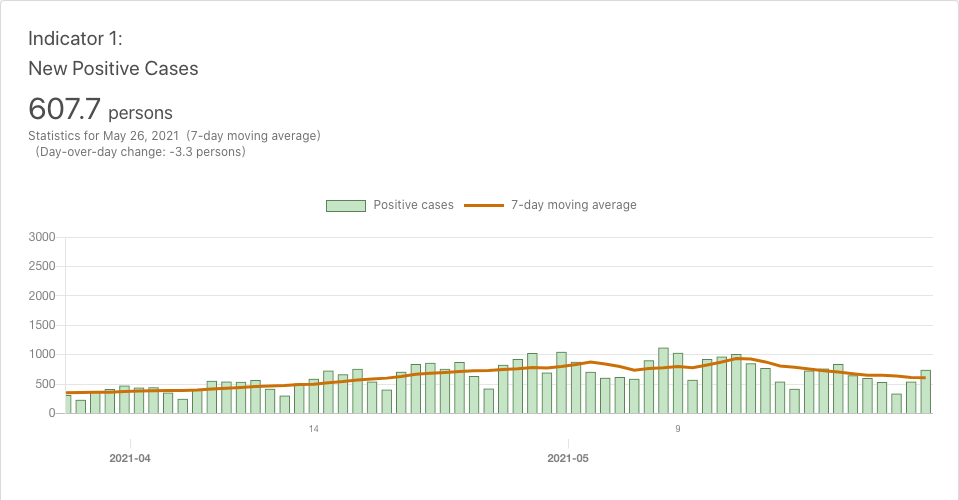 Indicator 1:
New Positive Cases
607.7 persons
Statistics for May 26, 2021 (7-day moving average)
(Day-over-day change: -3.3 persons)
Positive cases 7-day moving average
3000
2500
2000
1500
1000
500
0
14 9
2021-04 2021-05